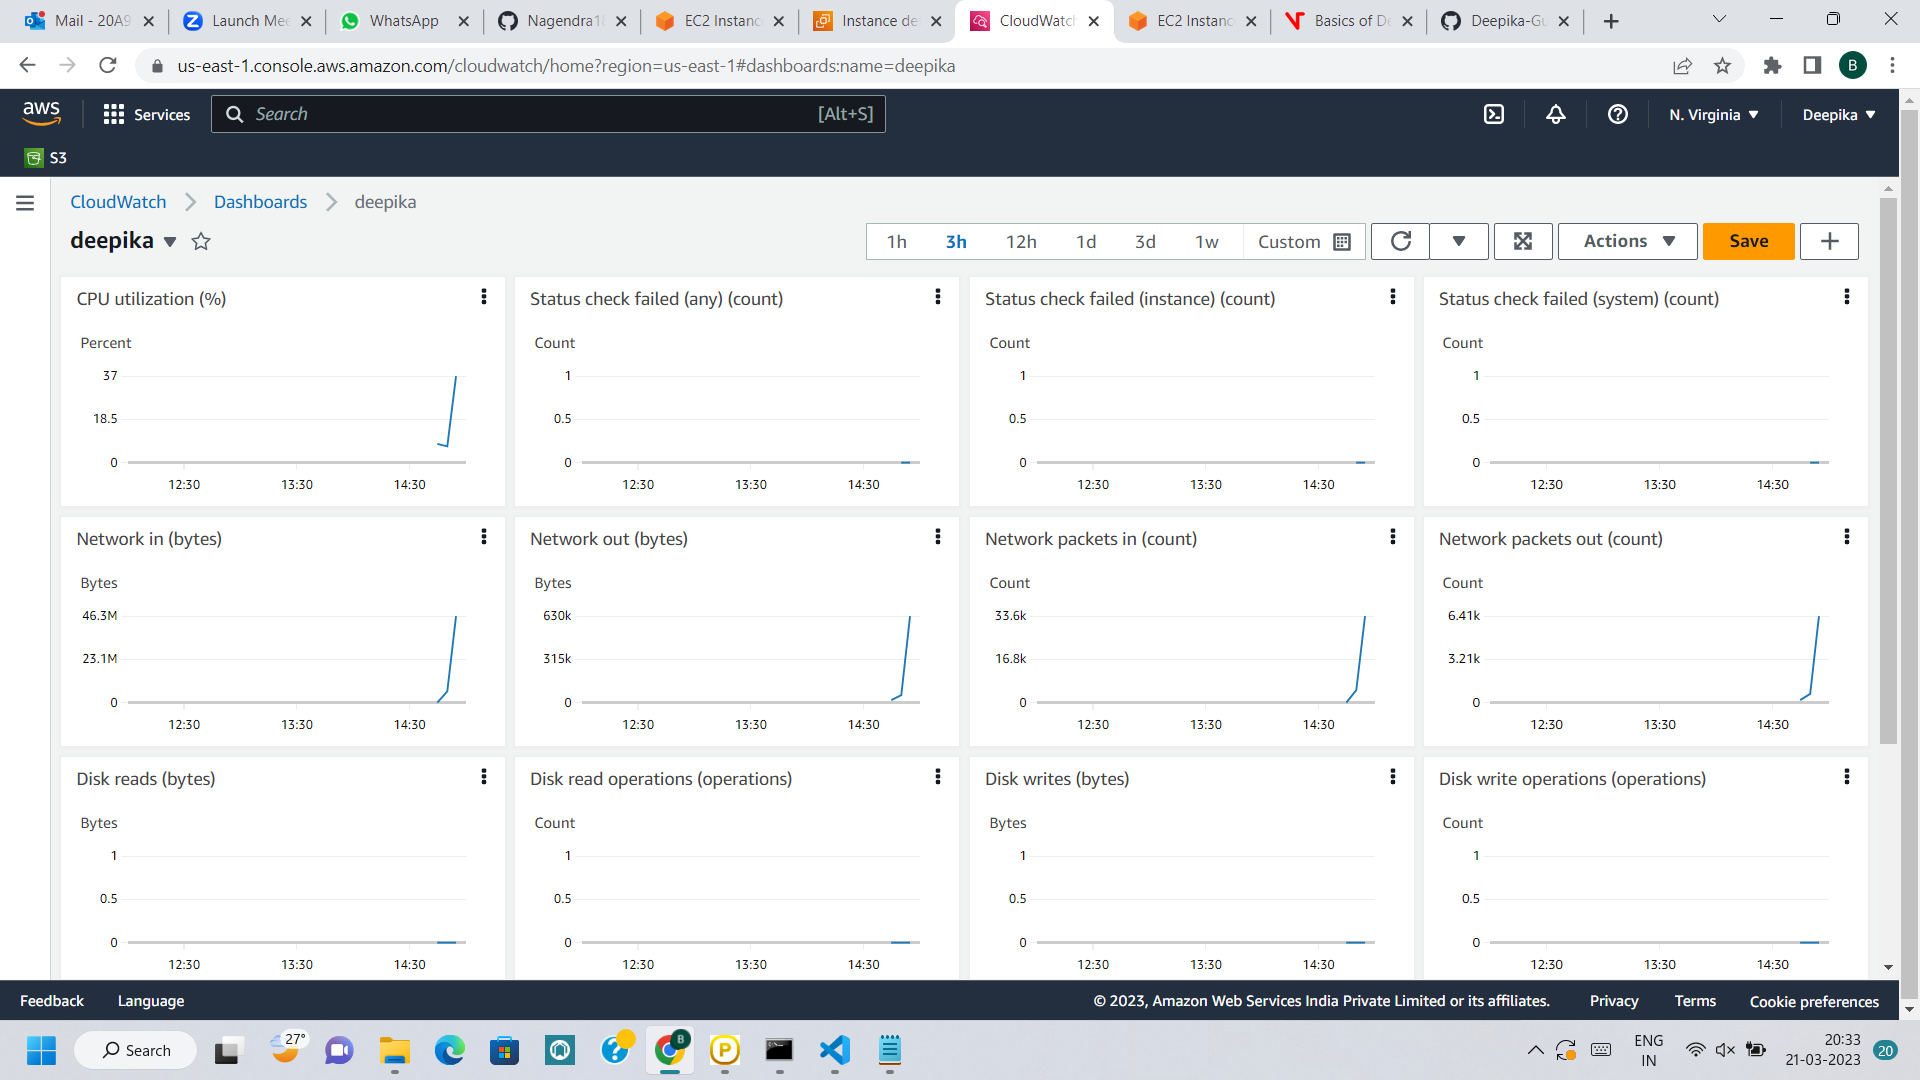 Mail - 20A9
Launch Mee
WhatsApp
Nagendra18
EC2 Instanc
Instance de
CloudWatch
EC2 Instanc
Basics of De
Deepika-Gu
us-east-1.console.aws.amazon.com/cloudwatch/home?region=us-east-1#dashboards:name=deepika
B
aws
Services
Search
[Alt+S]
N. Virginia
Deepika
S3
CloudWatch
Dashboards
deepika
deepika
1h 3h 12h 1d 3d 1w Custom
Actions
Save
CPU utilization (%)
Percent
37
18.5
0
12:30 13:30 14:30
Status check failed (any) (count)
Count
1
0.5
0
12:30 13:30 14:30
Status check failed (instance) (count)
Count
1
0.5
0
12:30 13:30 14:30
Status check failed (system) (count)
Count
1
0.5
0
12:30 13:30 14:30
Network in (bytes)
Bytes
46.3M
23.1M
0
12:30 13:30 14:30
Network out (bytes)
Bytes
630k
315k
0
12:30 13:30 14:30
Network packets in (count)
Count
33.6k
16.8k
0
12:30 13:30 14:30
Network packets out (count)
Count
6.41k
3.21k
0
12:30 13:30 14:30
Disk reads (bytes)
Bytes
1
0.5
0
12:30 13:30 14:30
Disk read operations (operations)
Count
1
0.5
0
12:30 13:30 14:30
Disk writes (bytes)
Bytes
1
0.5
0
12:30 13:30 14:30
Disk write operations (operations)
Count
1
0.5
0
12:30 13:30 14:30
Feedback
Language
© 2023, Amazon Web Services India Private Limited or its affiliates.
Privacy
Terms
Cookie preferences
Search
27°
B
ENG
IN
20:33
21-03-2023
20